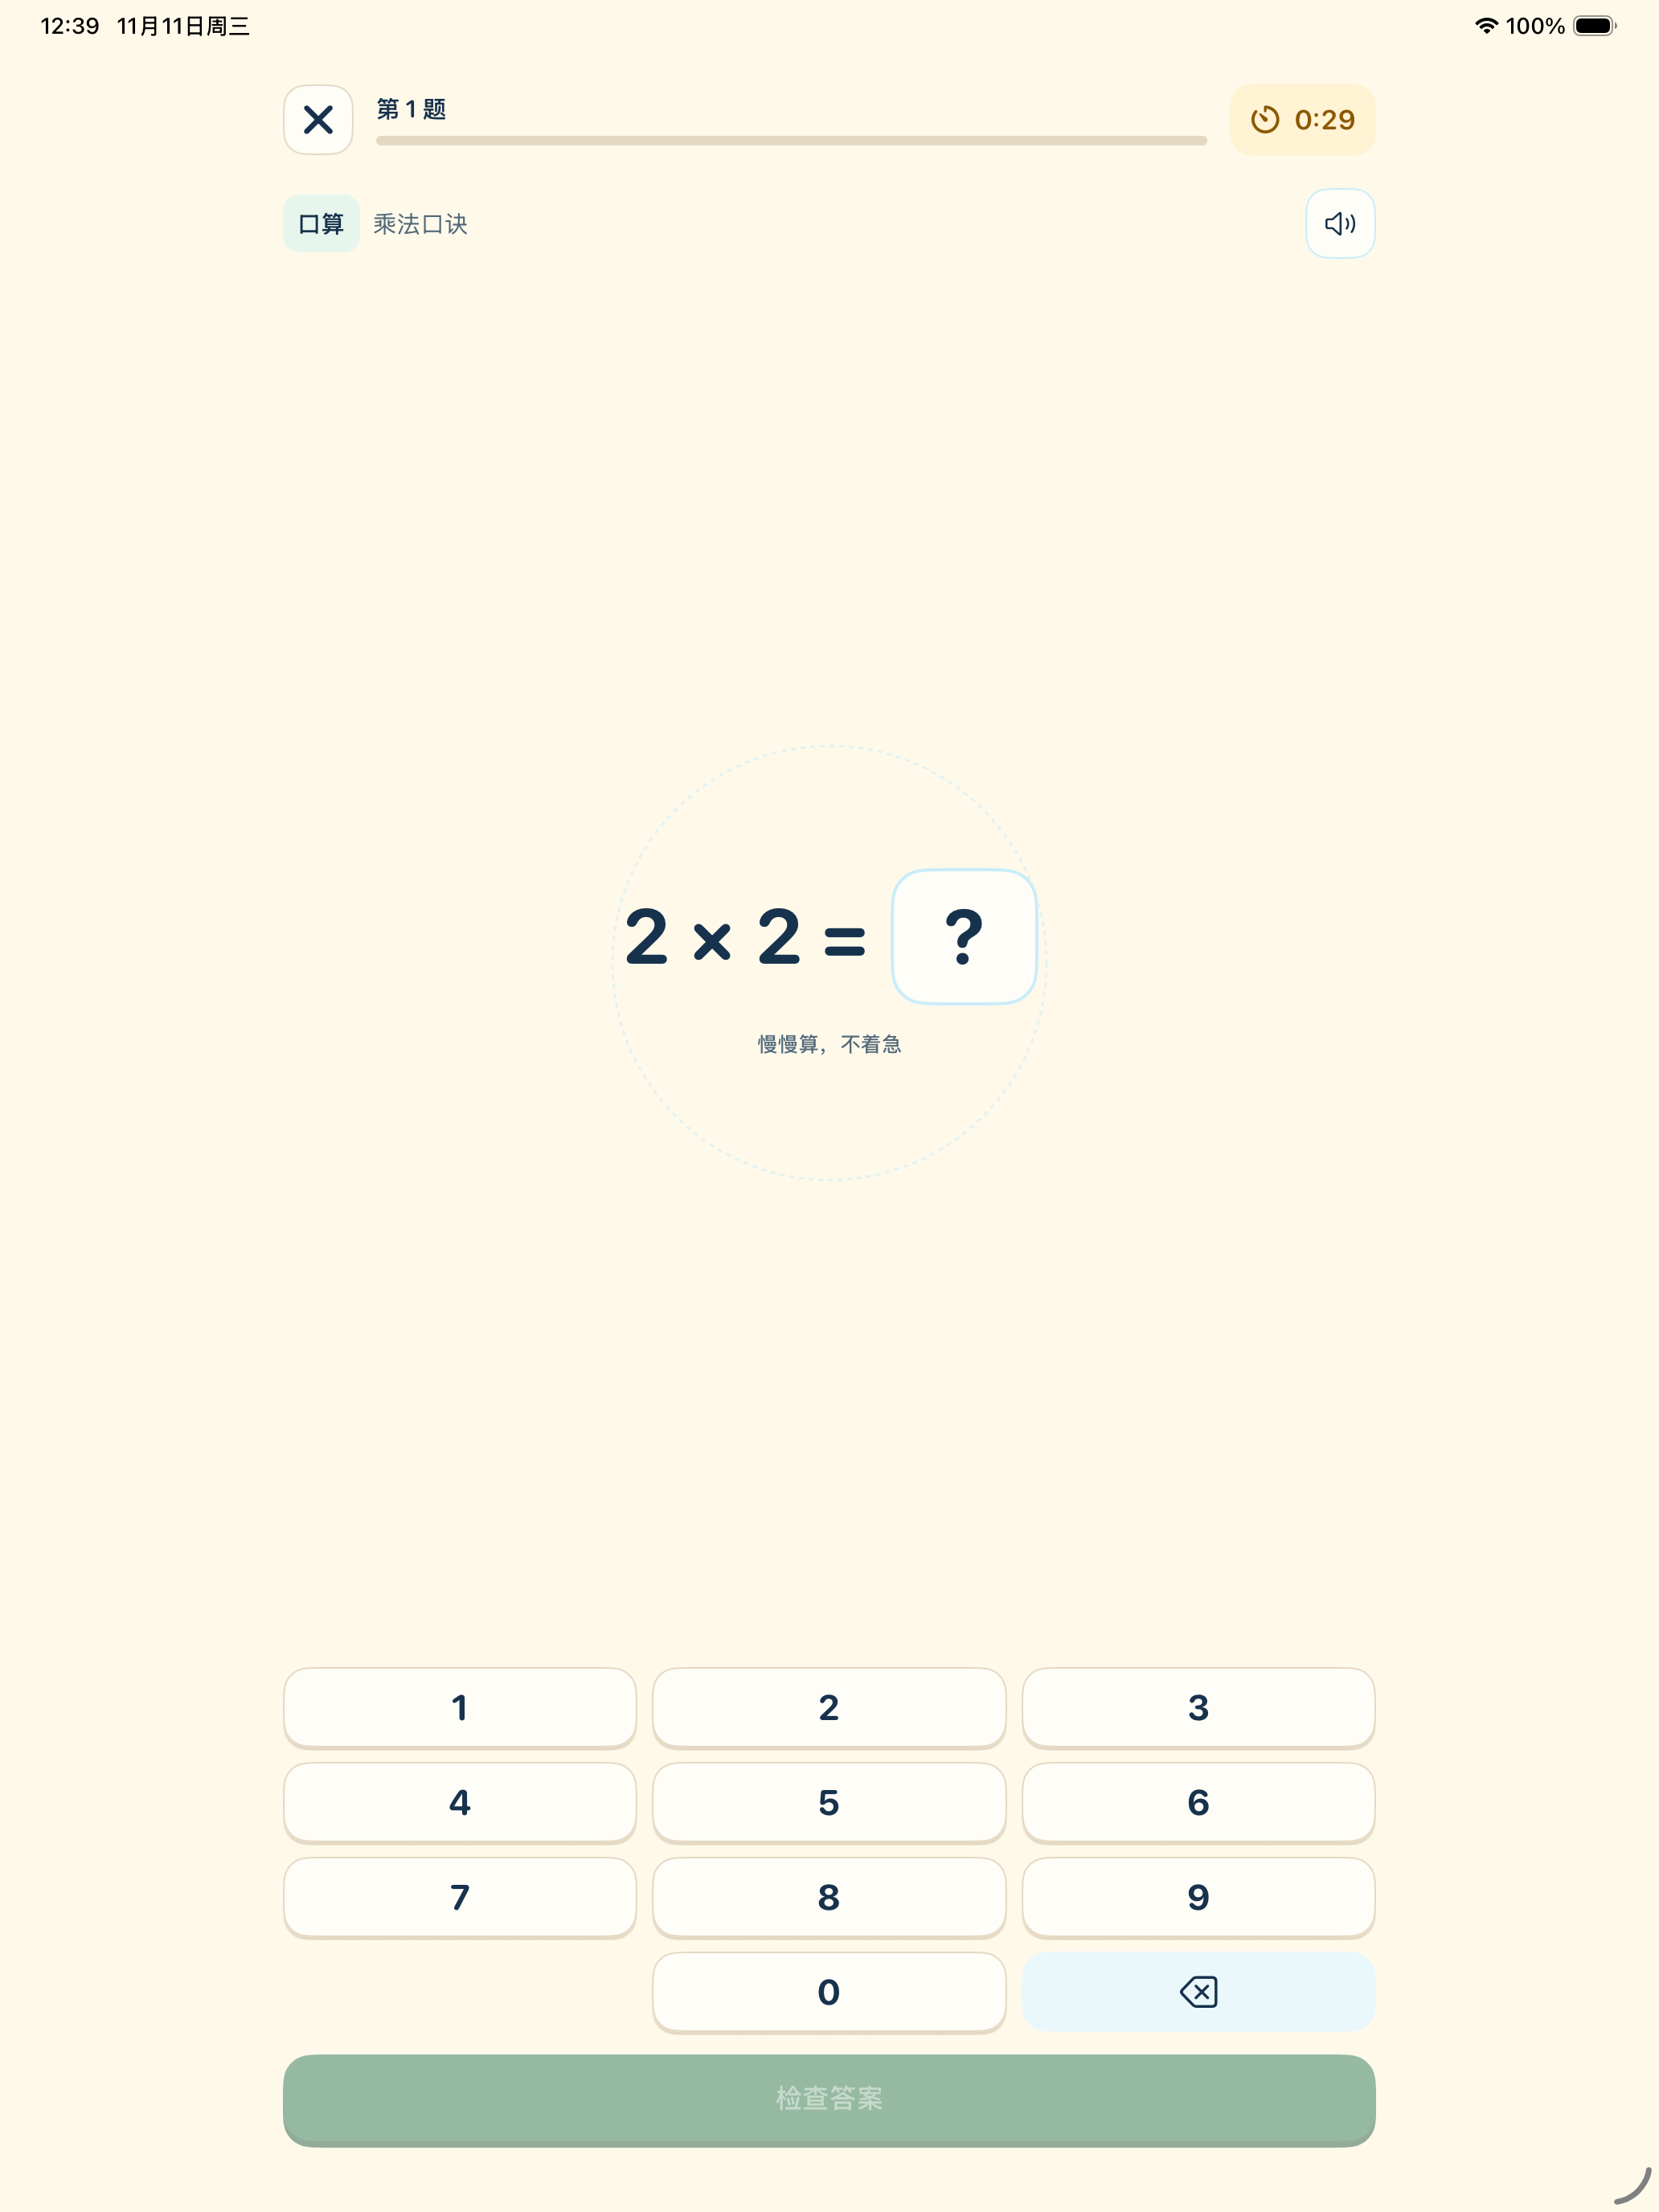 12:39 11月11日周三 100%
第 1 题
0:29
口算 乘法口诀
2 × 2 = ?
慢慢算，不着急
1 2 3
4 5 6
7 8 9
0
检查答案